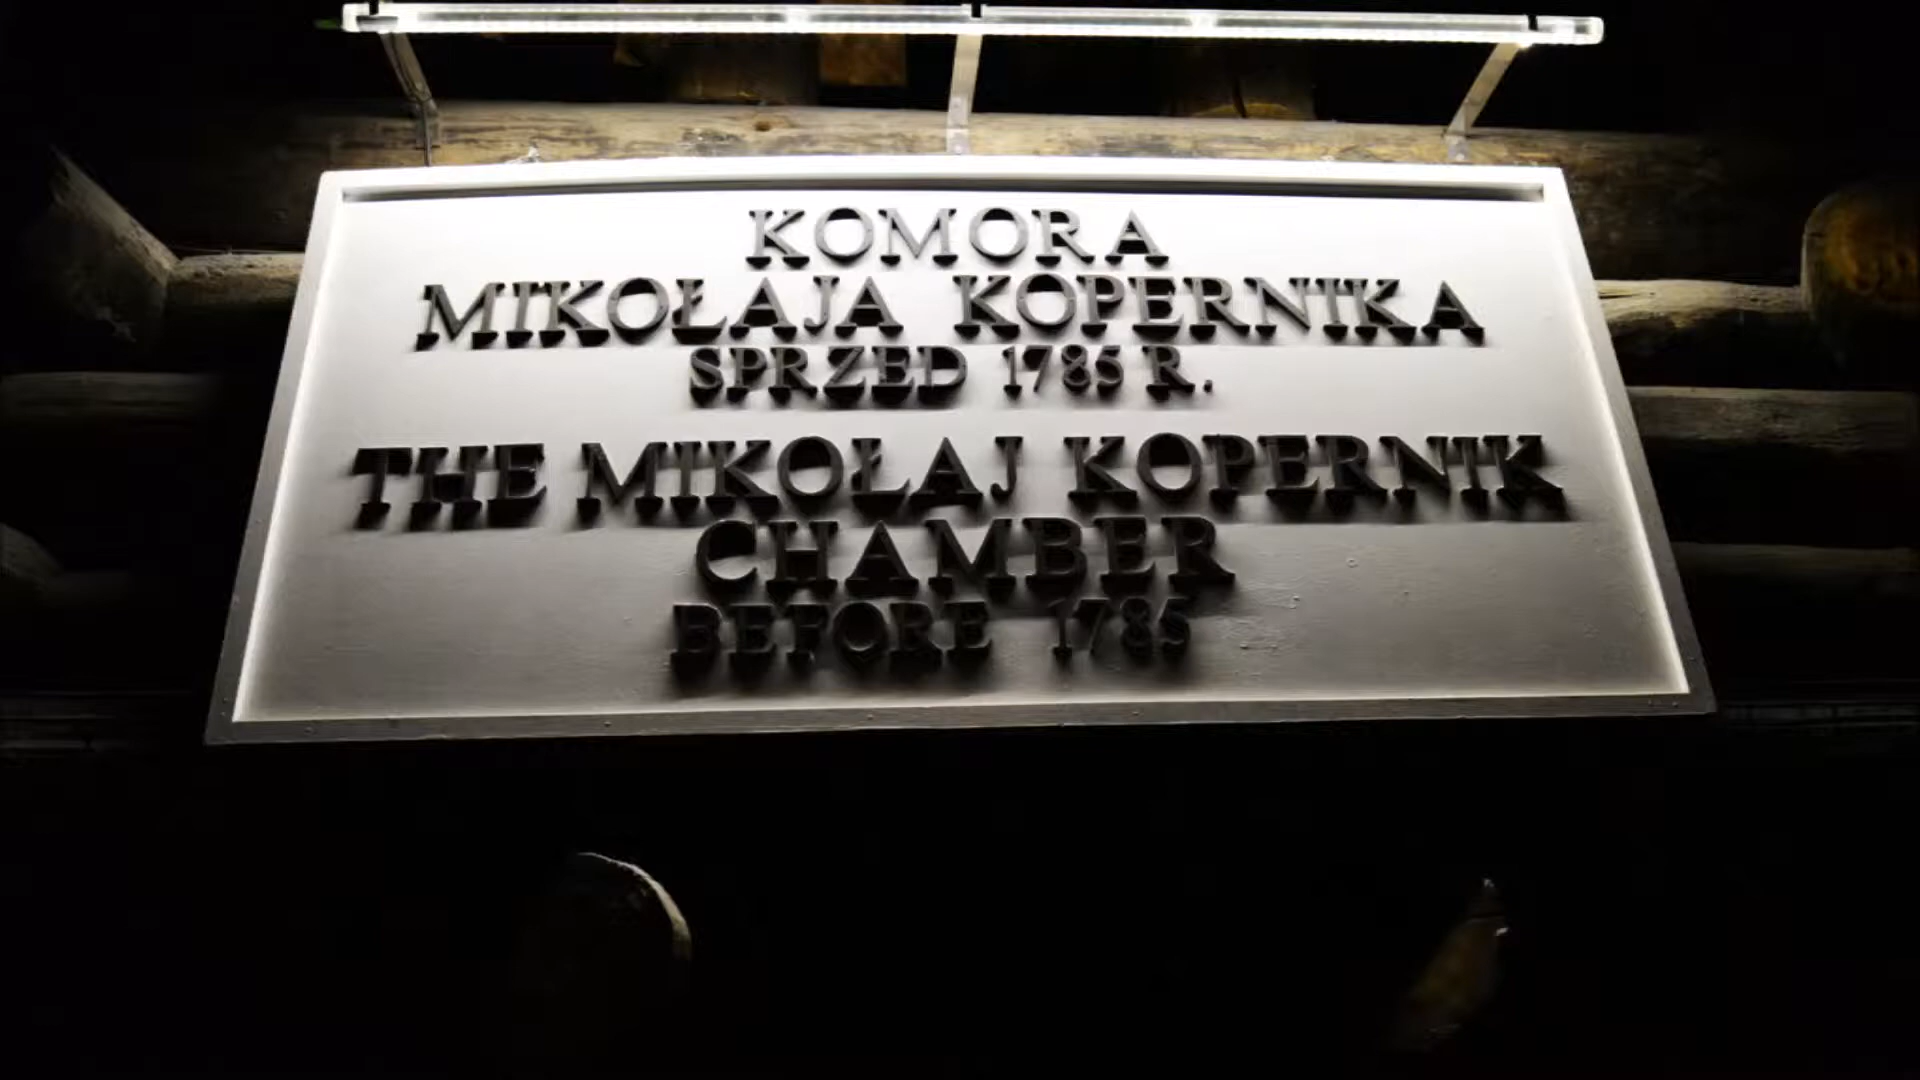 KOMORA
MIKOŁAJA KOPERNIKA
SPRZED 1785 R.
THE MIKOŁAJ KOPERNIK
CHAMBER
BEFORE 1785